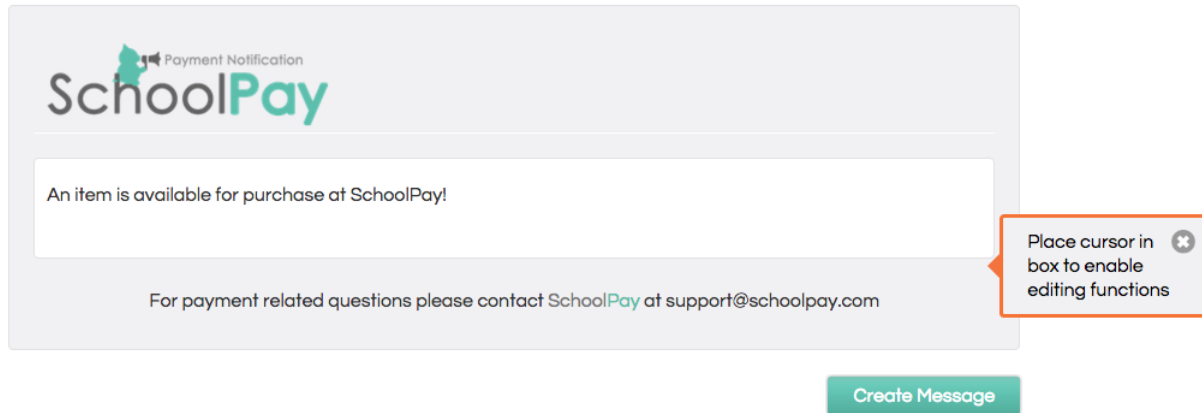 Payment Notification
SchoolPay
An item is available for purchase at SchoolPay!
Place cursor in
box to enable
editing functions
For payment related questions please contact SchoolPay at support@schoolpay.com
Create Message